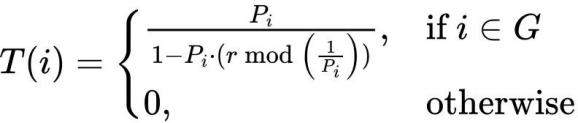 T(i) = { P_i / (1−P_i·(r mod (1/P_i))), if i ∈ G
0, otherwise